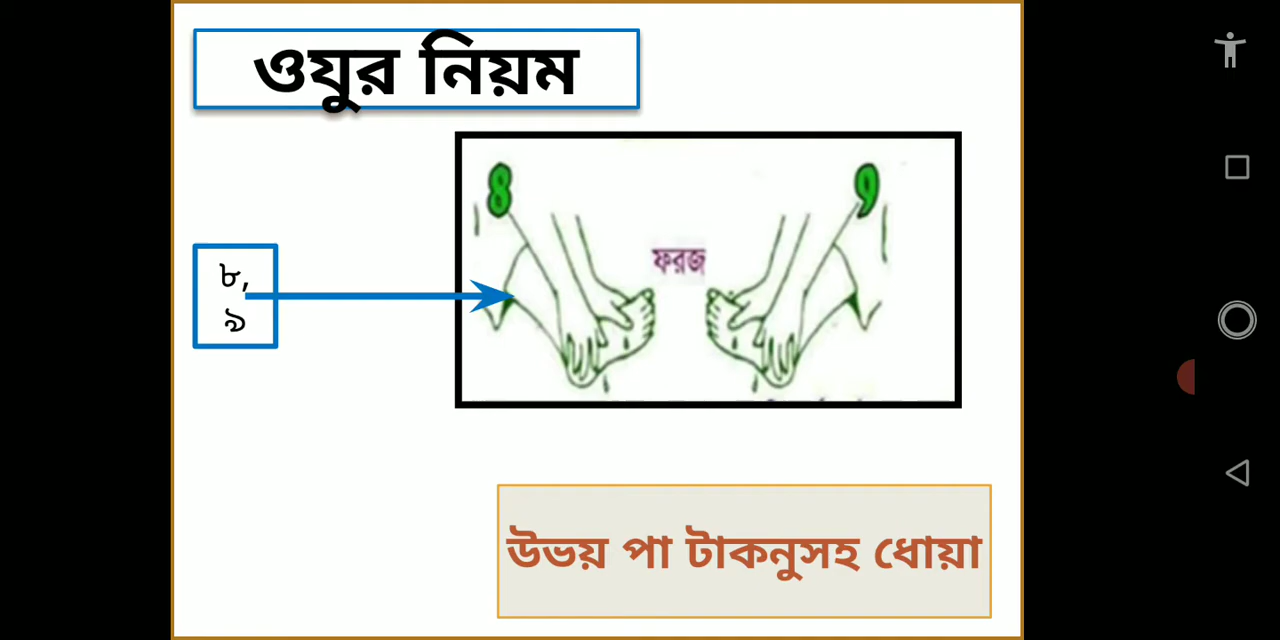 ওযুর নিয়ম
৮,
৯
৪
৭
ফরজ
উভয় পা টাকনুসহ ধোয়া